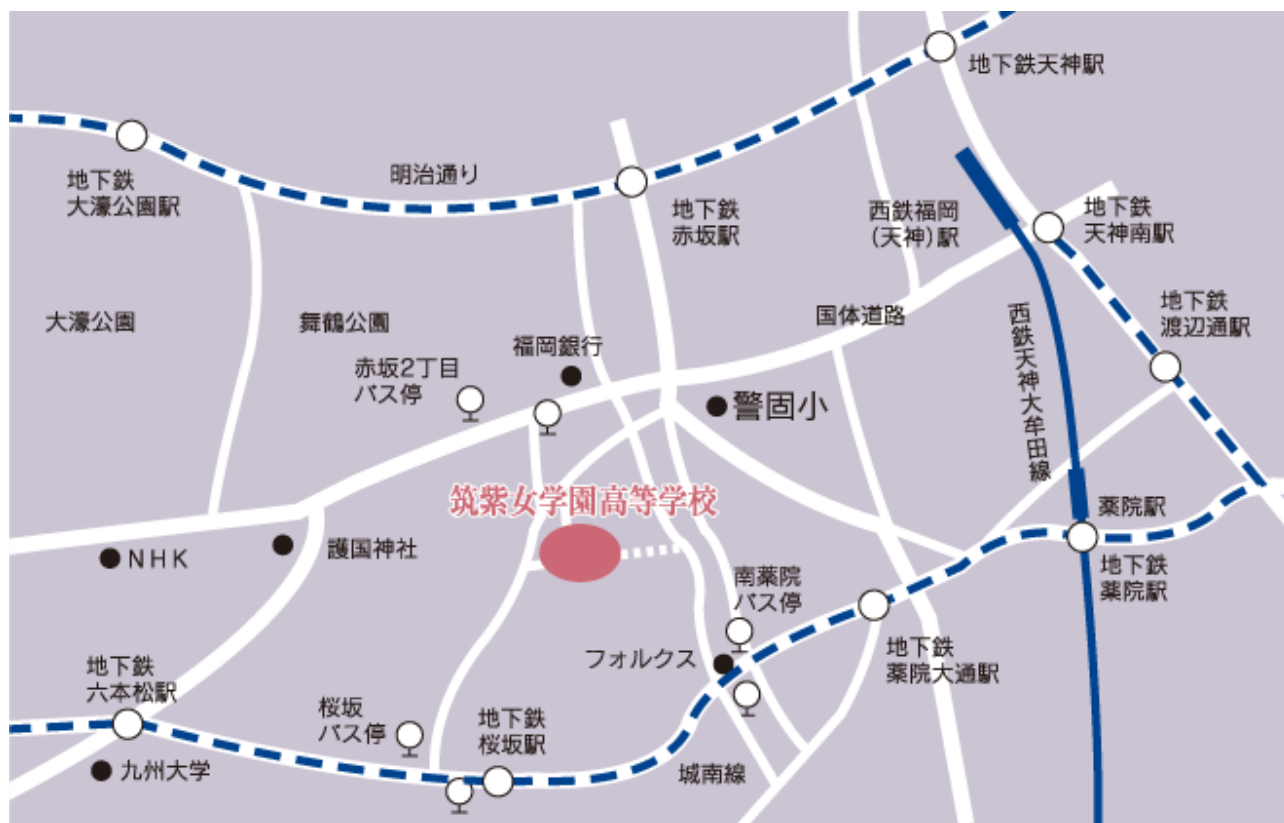 地下鉄天神駅
地下鉄
大濠公園駅
明治通り
地下鉄
赤坂駅
西鉄福岡
(天神)駅
地下鉄
天神南駅
大濠公園
舞鶴公園
国体道路
西鉄天神大牟田線
地下鉄
渡辺通駅
福岡銀行
赤坂2丁目
バス停
警固小
筑紫女学園高等学校
NHK
護国神社
薬院駅
地下鉄
薬院駅
南薬院
バス停
フォルクス
地下鉄
薬院大通駅
地下鉄
六本松駅
桜坂
バス停
地下鉄
桜坂駅
九州大学
城南線